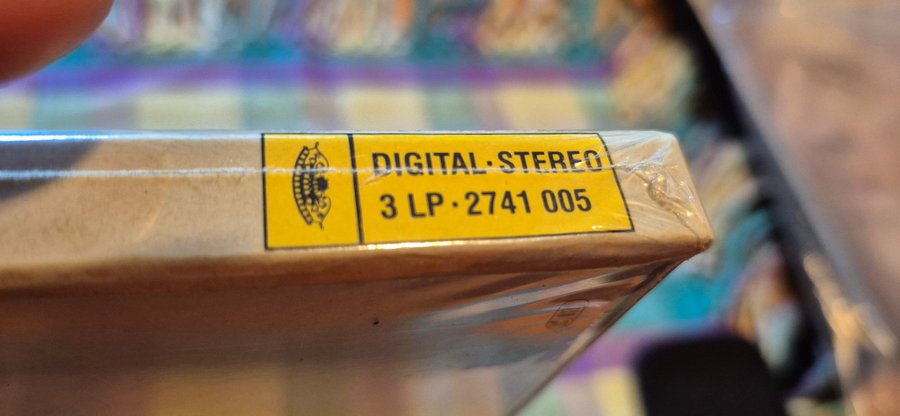 DIGITAL·STEREO
3 LP·2741 005